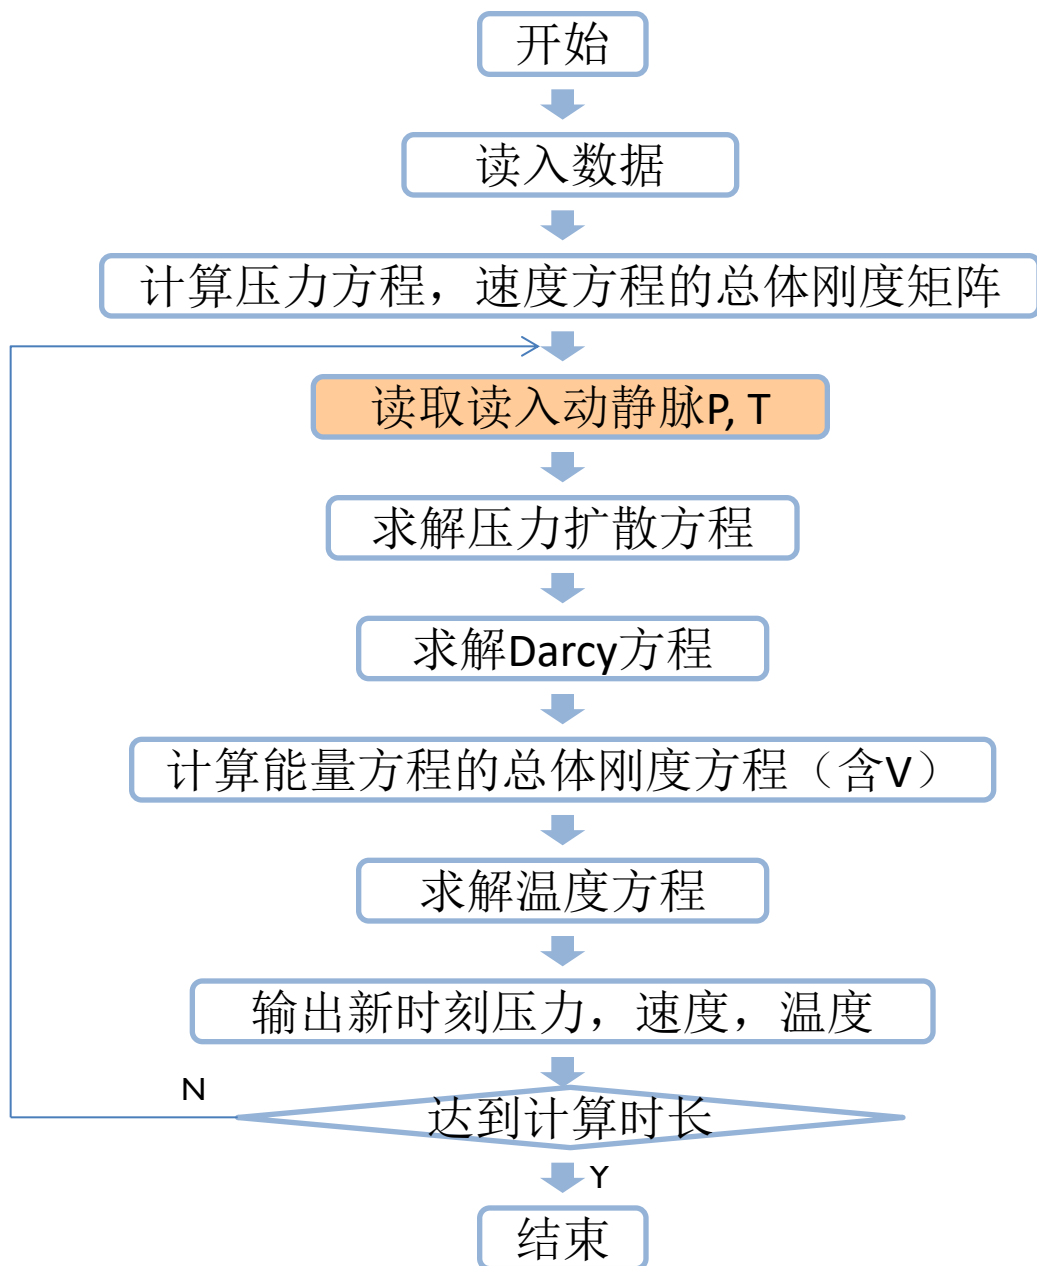 开始
读入数据
计算压力方程，速度方程的总体刚度矩阵
读取读入动静脉P, T
求解压力扩散方程
求解Darcy方程
计算能量方程的总体刚度方程（含V）
求解温度方程
输出新时刻压力，速度，温度
N
达到计算时长
Y
结束